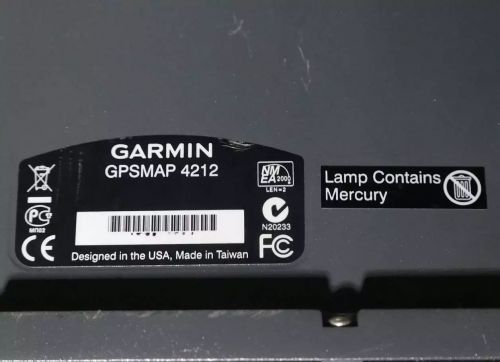 GARMIN
GPSMAP 4212
NMEA 2000
LEN=2
МП02
N20233
CE
FC
Designed in the USA, Made in Taiwan
Lamp Contains
Mercury